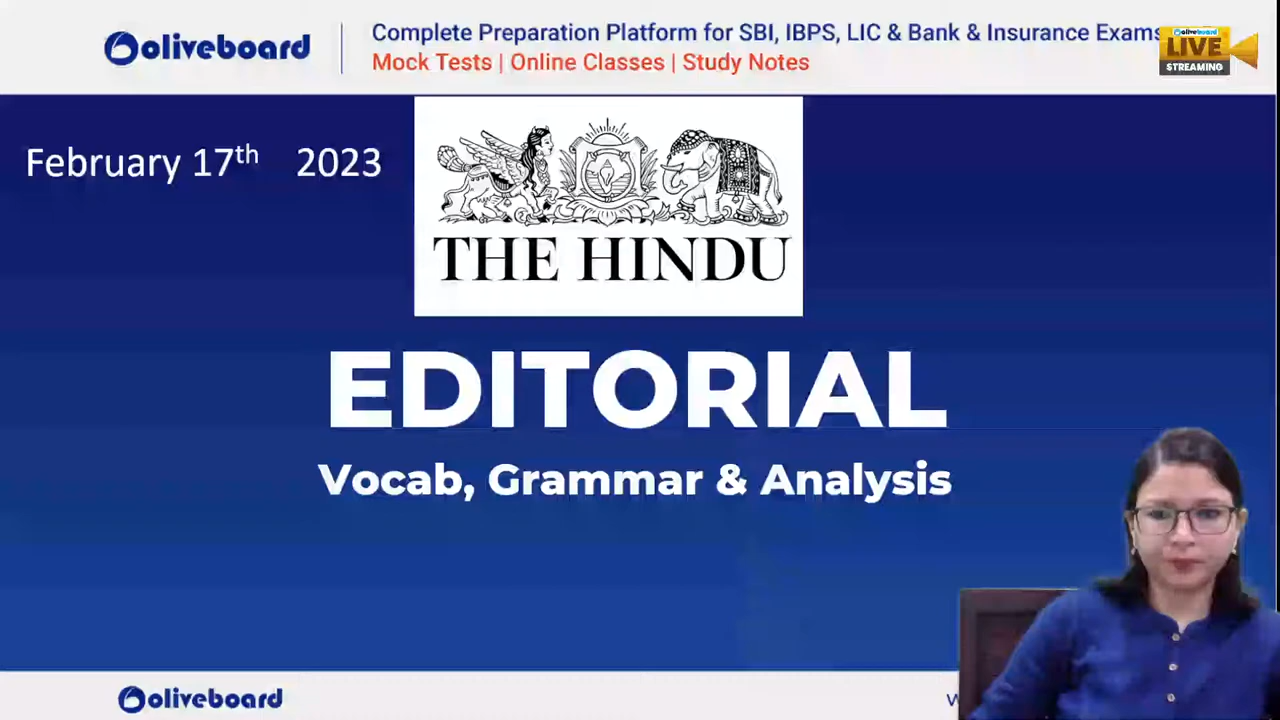 oliveboard
Complete Preparation Platform for SBI, IBPS, LIC & Bank & Insurance Exams
Mock Tests | Online Classes | Study Notes
oliveboard
LIVE
STREAMING
February 17th 2023
THE HINDU
EDITORIAL
Vocab, Grammar & Analysis
oliveboard